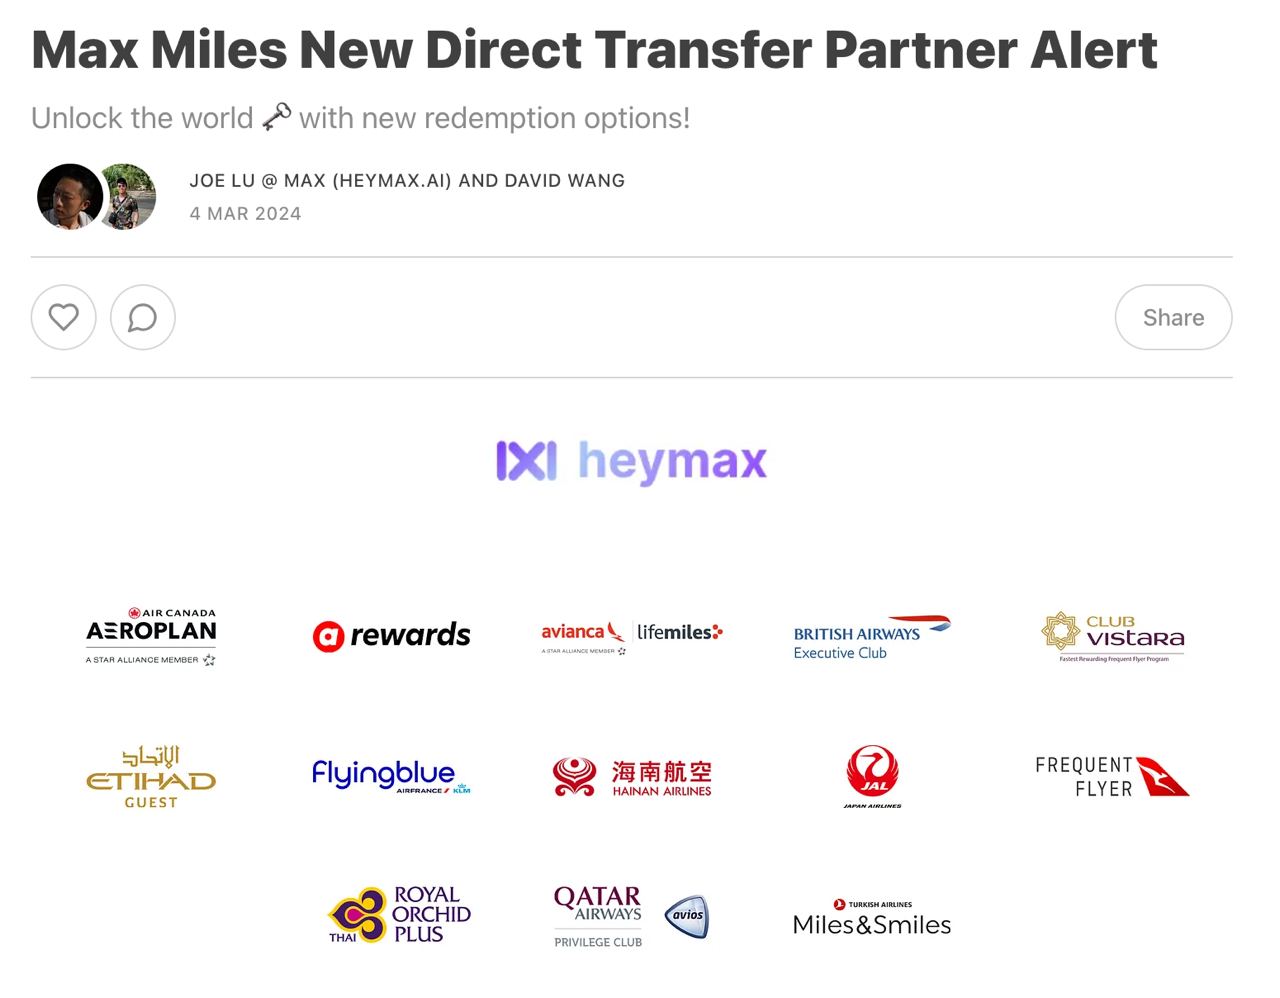 Max Miles New Direct Transfer Partner Alert
Unlock the world 🗝 with new redemption options!
JOE LU @ MAX (HEYMAX.AI) AND DAVID WANG
4 MAR 2024
Share
heymax
AIR CANADA
AEROPLAN
A STAR ALLIANCE MEMBER
a rewards
avianca lifemiles
A STAR ALLIANCE MEMBER
BRITISH AIRWAYS
Executive Club
CLUB
vistara
Fastest Rewarding Frequent Flyer Program
الإتحاد
ETIHAD
GUEST
Flyingblue
AIRFRANCE KLM
海南航空
HAINAN AIRLINES
JAL
JAPAN AIRLINES
FREQUENT
FLYER
THAI
ROYAL
ORCHID
PLUS
QATAR
AIRWAYS
PRIVILEGE CLUB
avios
TURKISH AIRLINES
Miles&Smiles